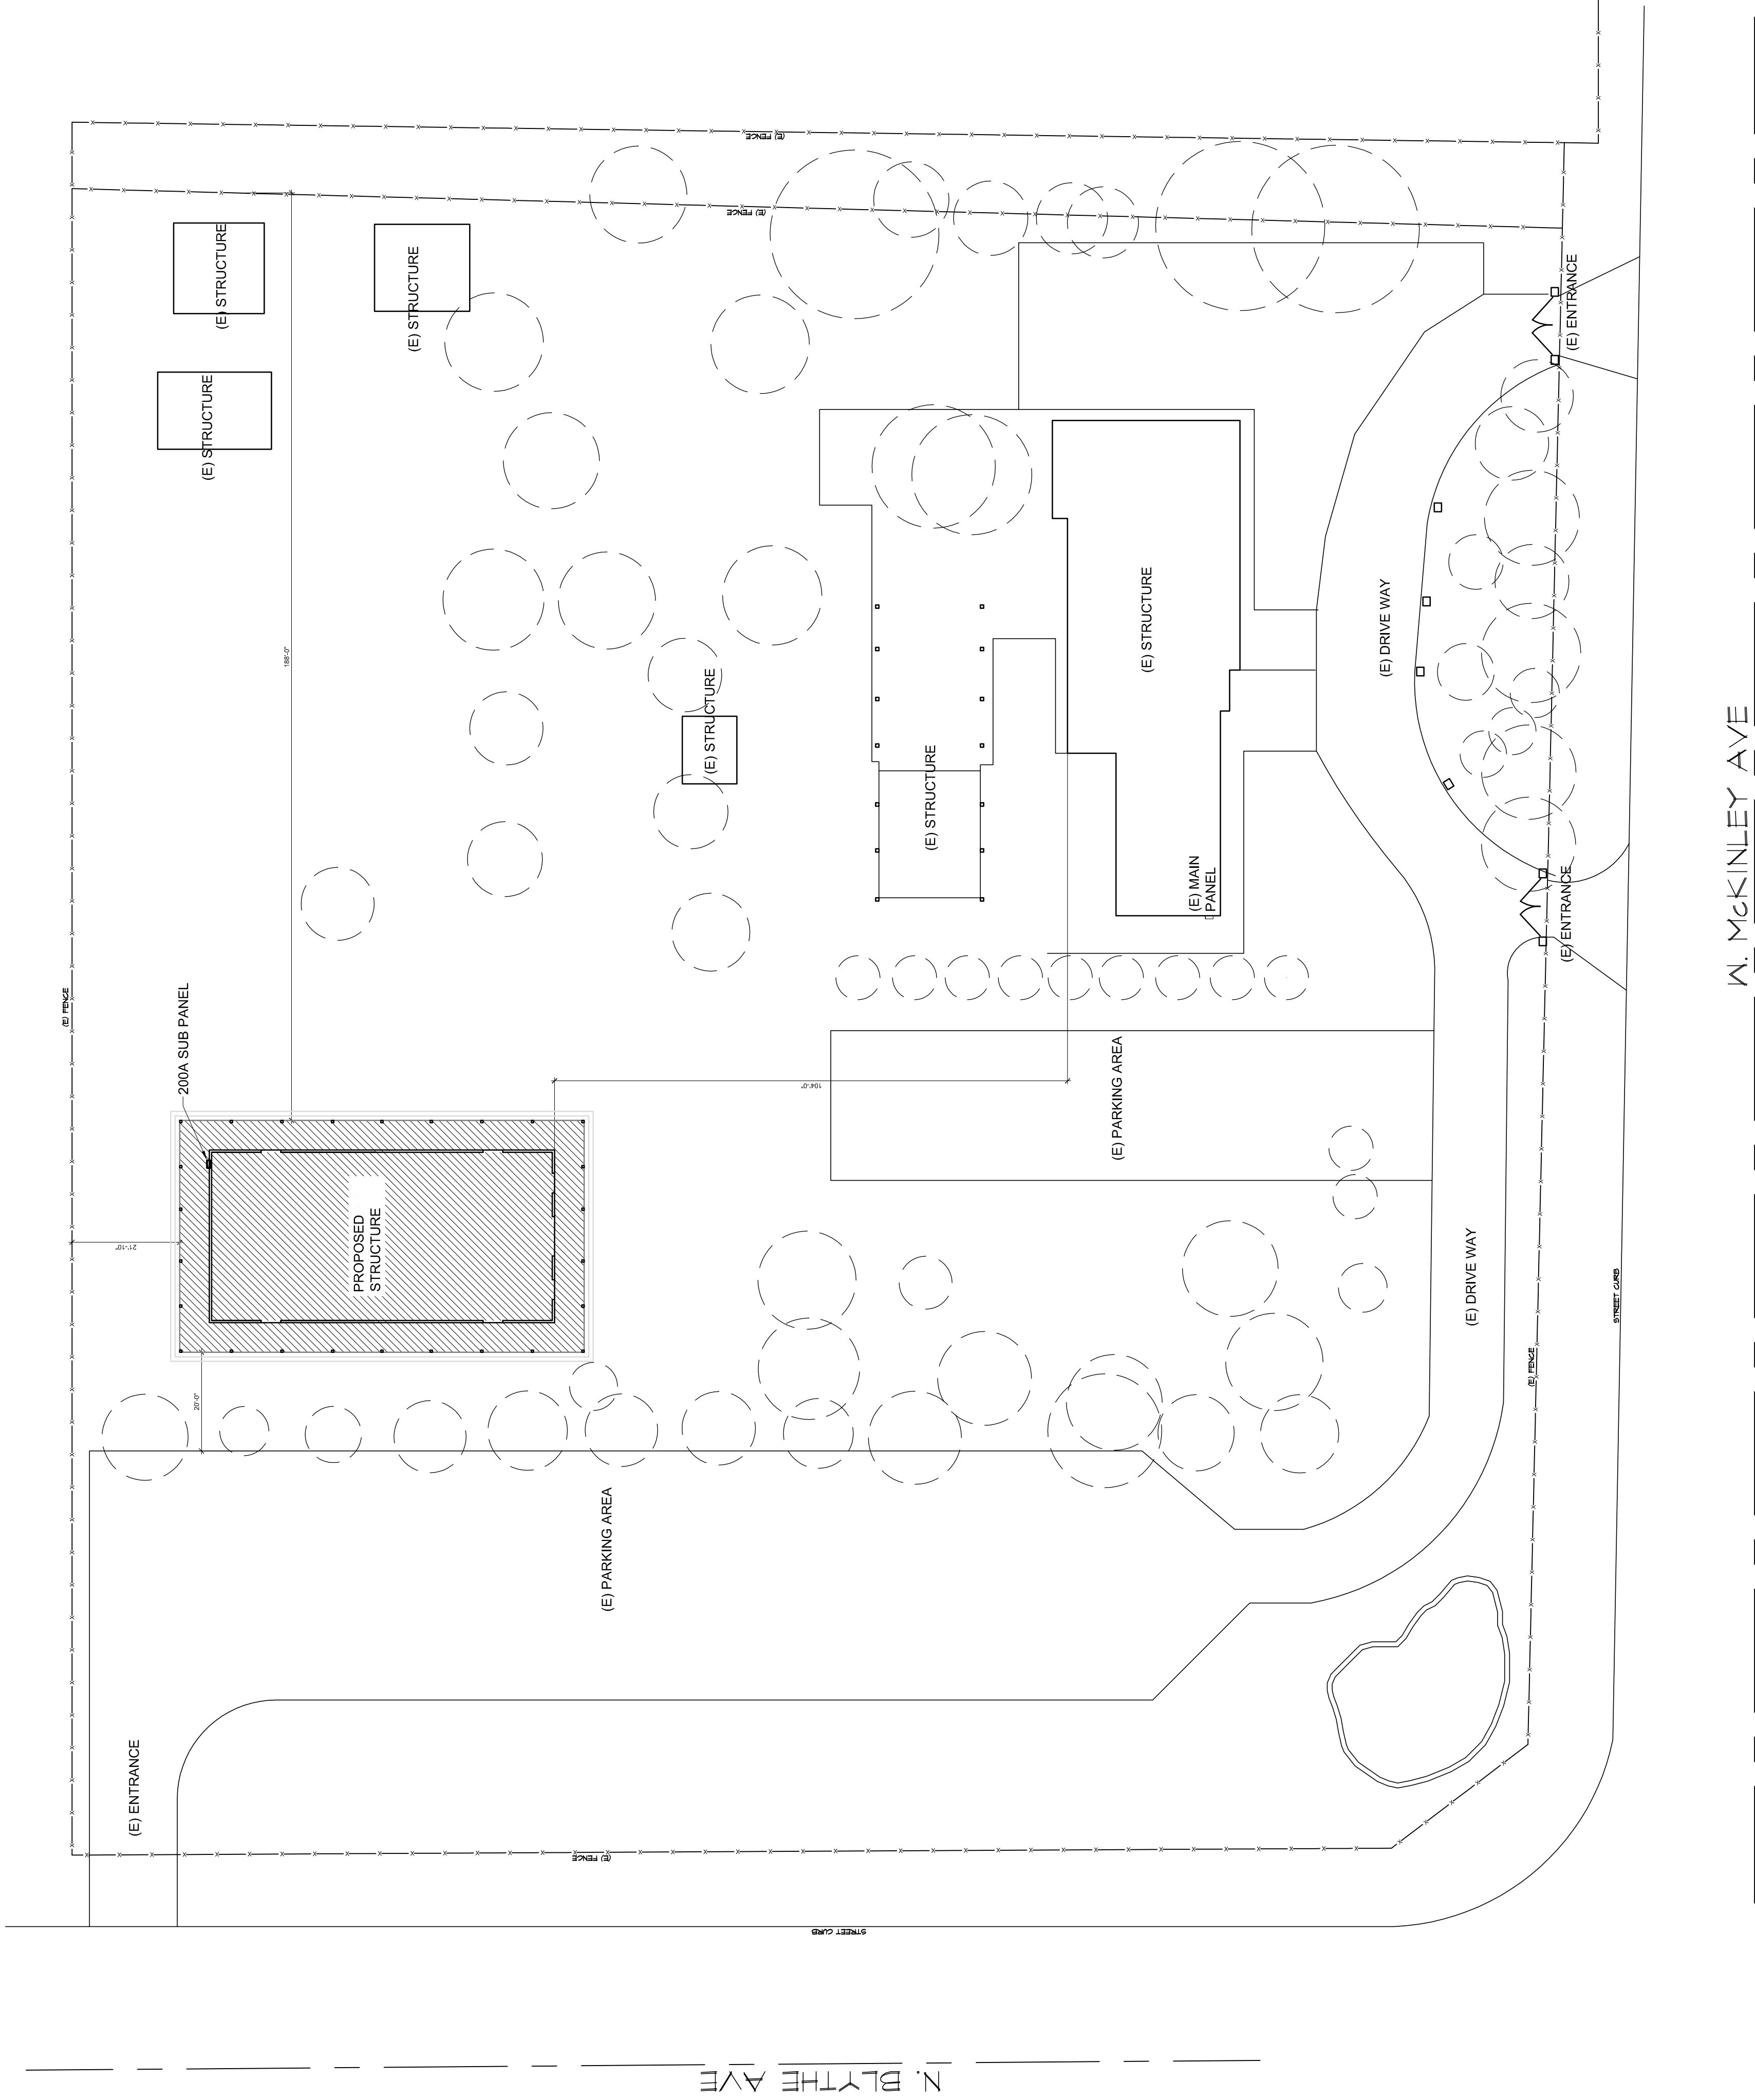 (E) FENCE
(E) FENCE
(E) STRUCTURE
(E) STRUCTURE
(E) STRUCTURE
(E) ENTRANCE
188'-0"
(E) STRUCTURE
(E) DRIVE WAY
(E) STRUCTURE
(E) STRUCTURE
W. McKINLEY AVE
(E) MAIN
PANEL
(E) ENTRANCE
(E) FENCE
200A SUB PANEL
104'-0"
(E) PARKING AREA
21'-10"
PROPOSED
STRUCTURE
(E) DRIVE WAY
STREET CURB
(E) FENCE
20'-0"
(E) PARKING AREA
(E) ENTRANCE
(E) FENCE
STREET CURB
N. BLYTHE AVE